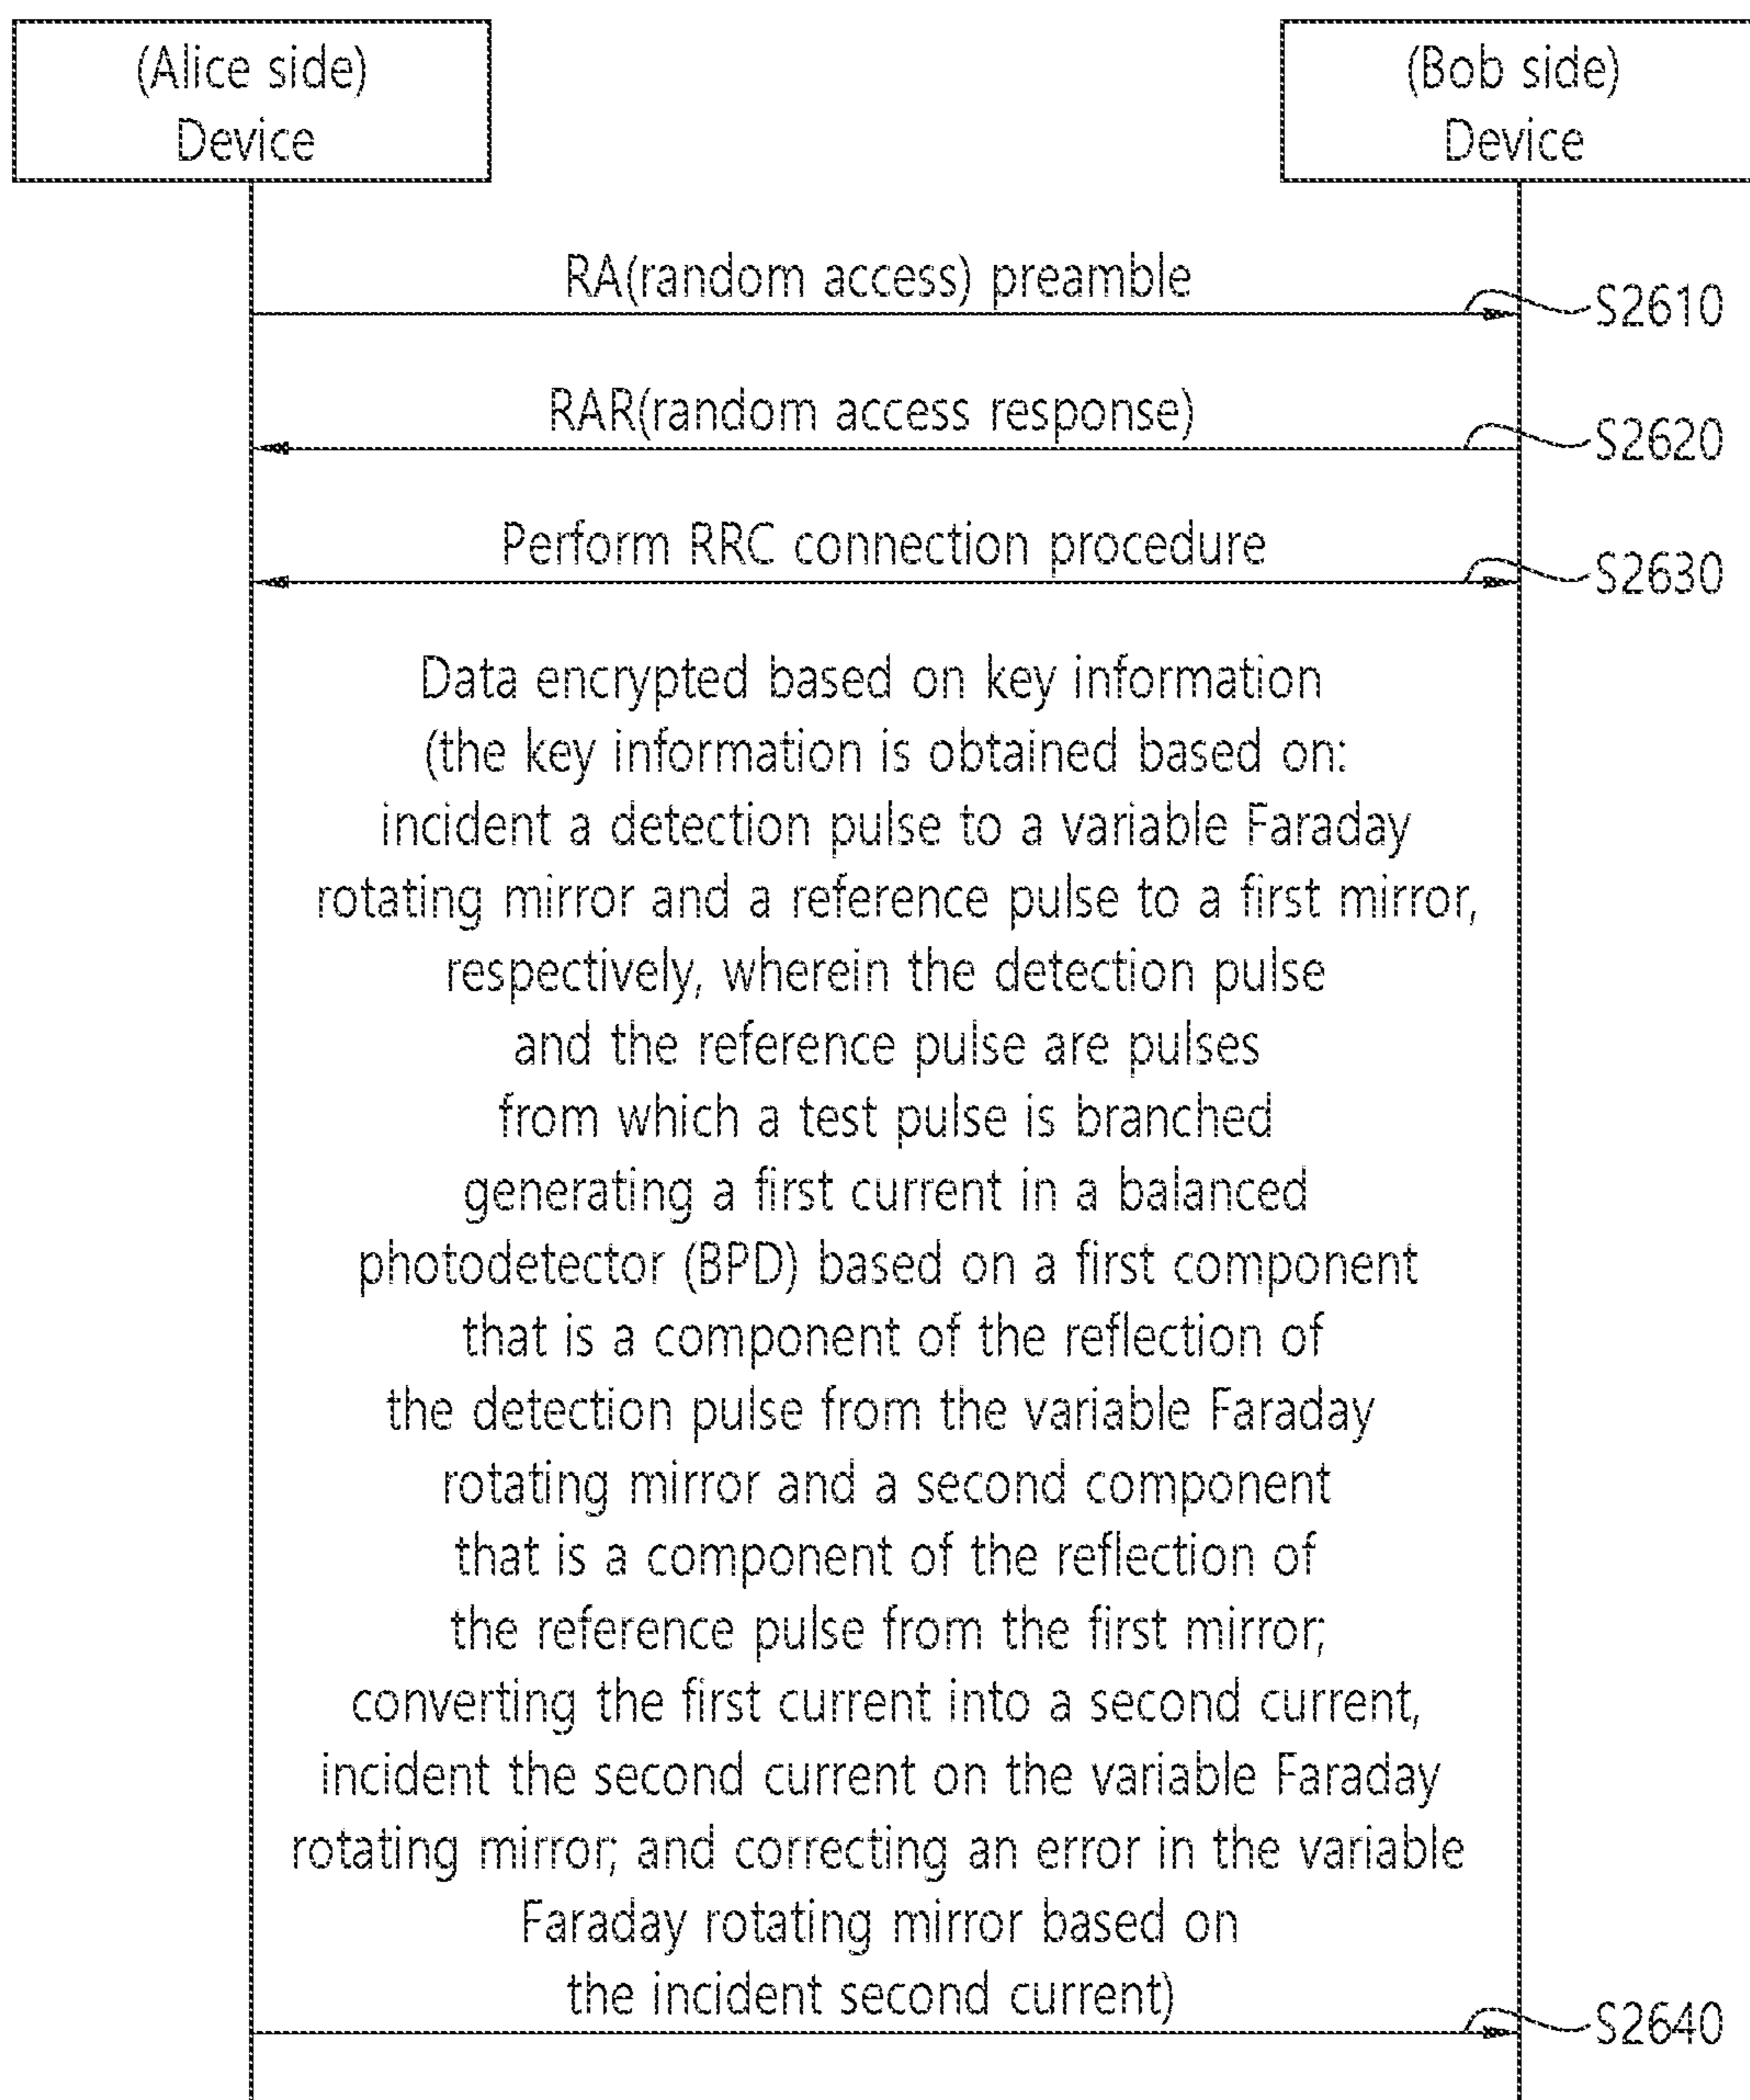 (Alice side)
Device
(Bob side)
Device
RA(random access) preamble
S2610
RAR(random access response)
S2620
Perform RRC connection procedure
S2630
Data encrypted based on key information
(the key information is obtained based on:
incident a detection pulse to a variable Faraday
rotating mirror and a reference pulse to a first mirror,
respectively, wherein the detection pulse
and the reference pulse are pulses
from which a test pulse is branched
generating a first current in a balanced
photodetector (BPD) based on a first component
that is a component of the reflection of
the detection pulse from the variable Faraday
rotating mirror and a second component
that is a component of the reflection of
the reference pulse from the first mirror;
converting the first current into a second current,
incident the second current on the variable Faraday
rotating mirror; and correcting an error in the variable
Faraday rotating mirror based on
the incident second current)
S2640